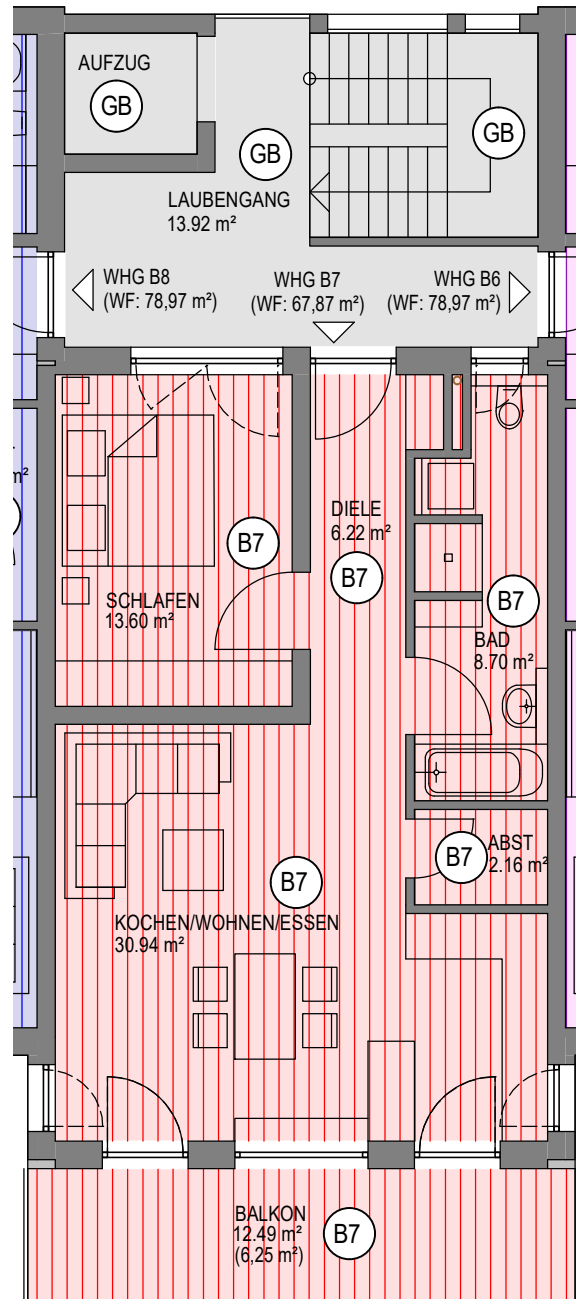 AUFZUG
GB
GB
GB
LAUBENGANG
13.92 m²
WHG B8
(WF: 78,97 m²)
WHG B7
(WF: 67,87 m²)
WHG B6
(WF: 78,97 m²)
m²
DIELE
6.22 m²
B7
B7
SCHLAFEN
13.60 m²
B7
BAD
8.70 m²
ABST
2.16 m²
B7
B7
KOCHEN/WOHNEN/ESSEN
30.94 m²
BALKON
12.49 m²
(6,25 m²)
B7